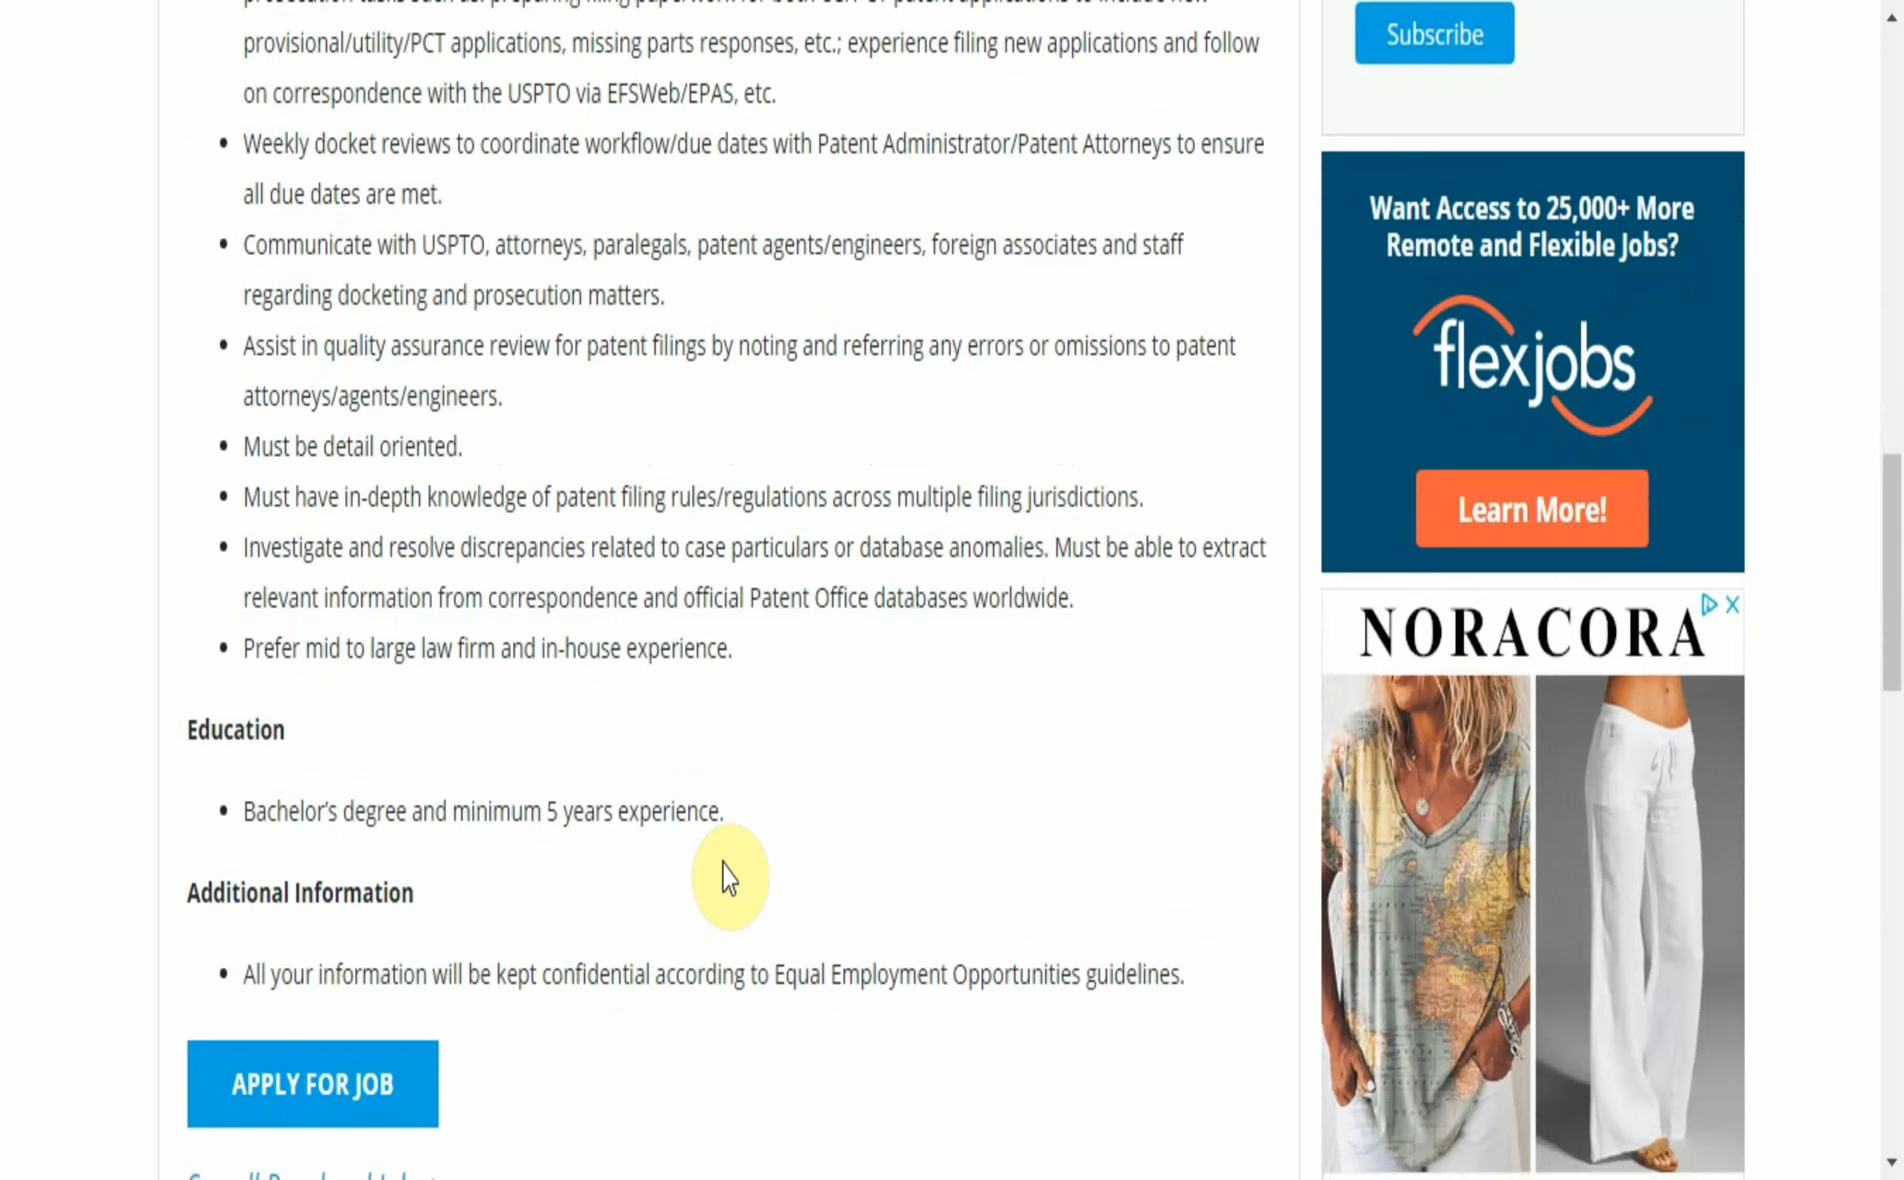 provisional/utility/PCT applications, missing parts responses, etc.; experience filing new applications and follow
on correspondence with the USPTO via EFSWeb/EPAS, etc.
• Weekly docket reviews to coordinate workflow/due dates with Patent Administrator/Patent Attorneys to ensure
all due dates are met.
• Communicate with USPTO, attorneys, paralegals, patent agents/engineers, foreign associates and staff
regarding docketing and prosecution matters.
• Assist in quality assurance review for patent filings by noting and referring any errors or omissions to patent
attorneys/agents/engineers.
• Must be detail oriented.
• Must have in-depth knowledge of patent filing rules/regulations across multiple filing jurisdictions.
• Investigate and resolve discrepancies related to case particulars or database anomalies. Must be able to extract
relevant information from correspondence and official Patent Office databases worldwide.
• Prefer mid to large law firm and in-house experience.
Education
• Bachelor's degree and minimum 5 years experience.
Additional Information
• All your information will be kept confidential according to Equal Employment Opportunities guidelines.
APPLY FOR JOB
Subscribe
Want Access to 25,000+ More
Remote and Flexible Jobs?
flexjobs
Learn More!
NORACORA